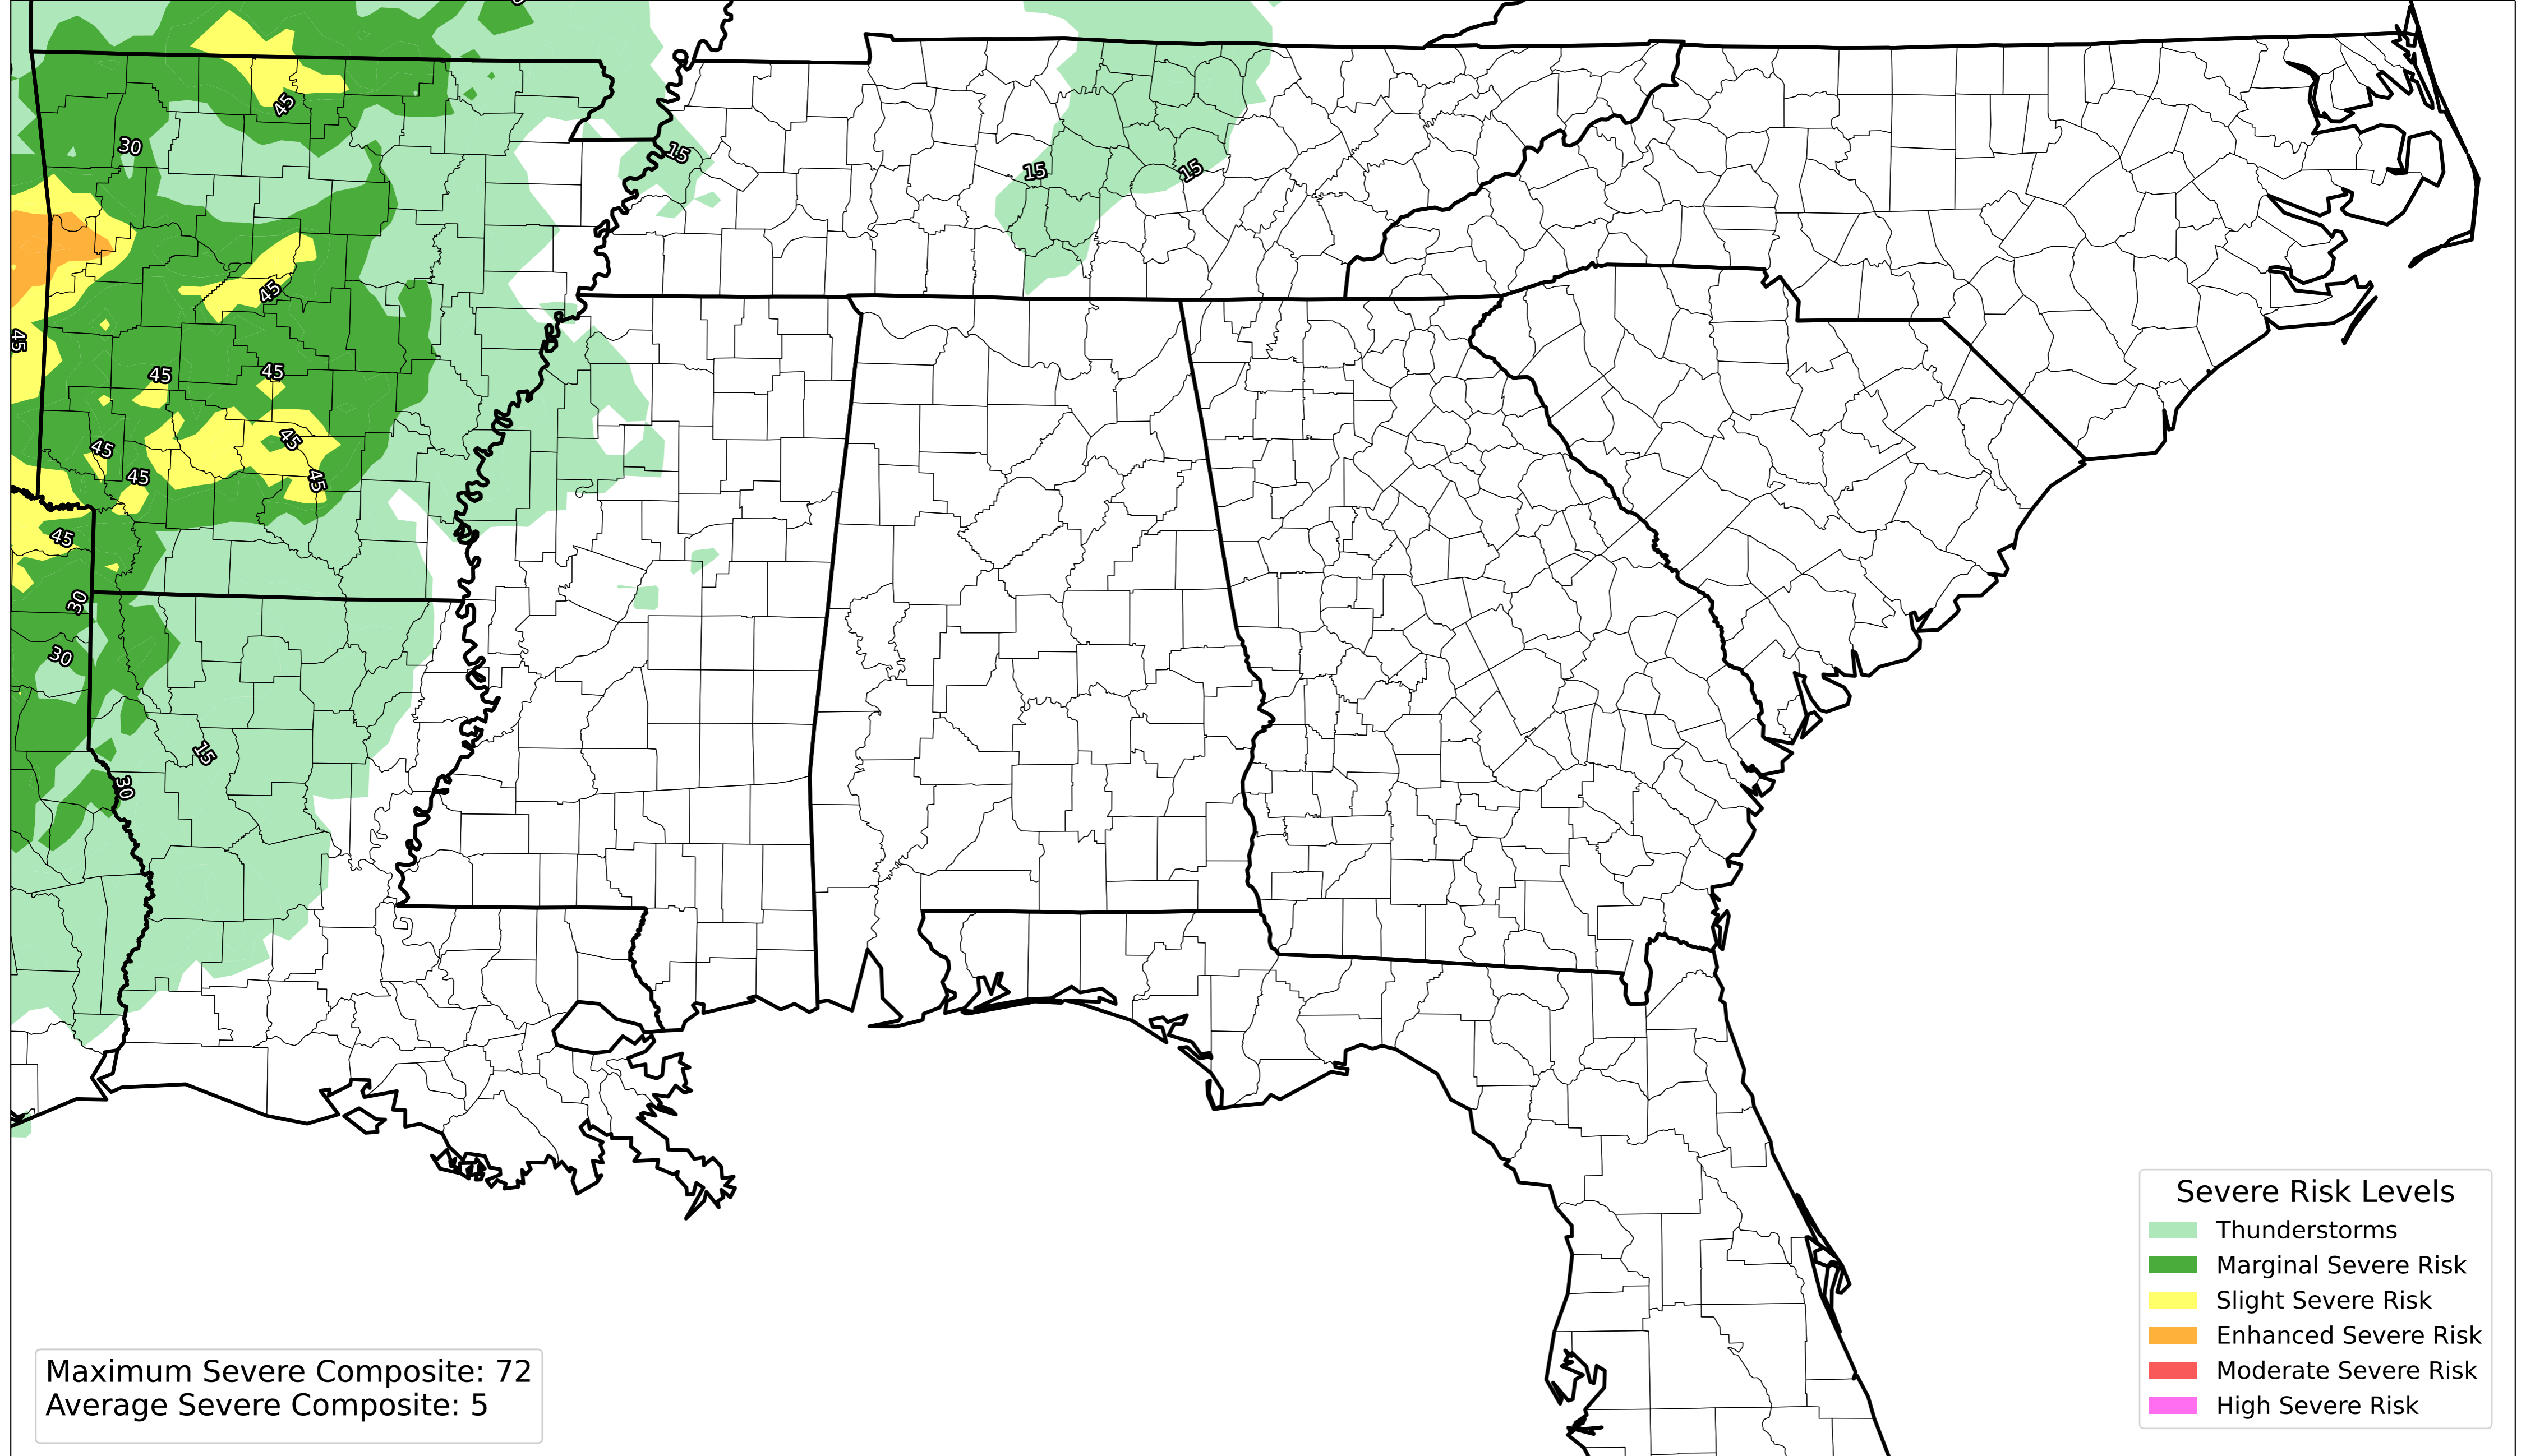 45
30
15
15
15
45
45
45
45
45
45
45
45
45
30
30
15
30
Severe Risk Levels
Thunderstorms
Marginal Severe Risk
Slight Severe Risk
Enhanced Severe Risk
Moderate Severe Risk
High Severe Risk
Maximum Severe Composite: 72
Average Severe Composite: 5